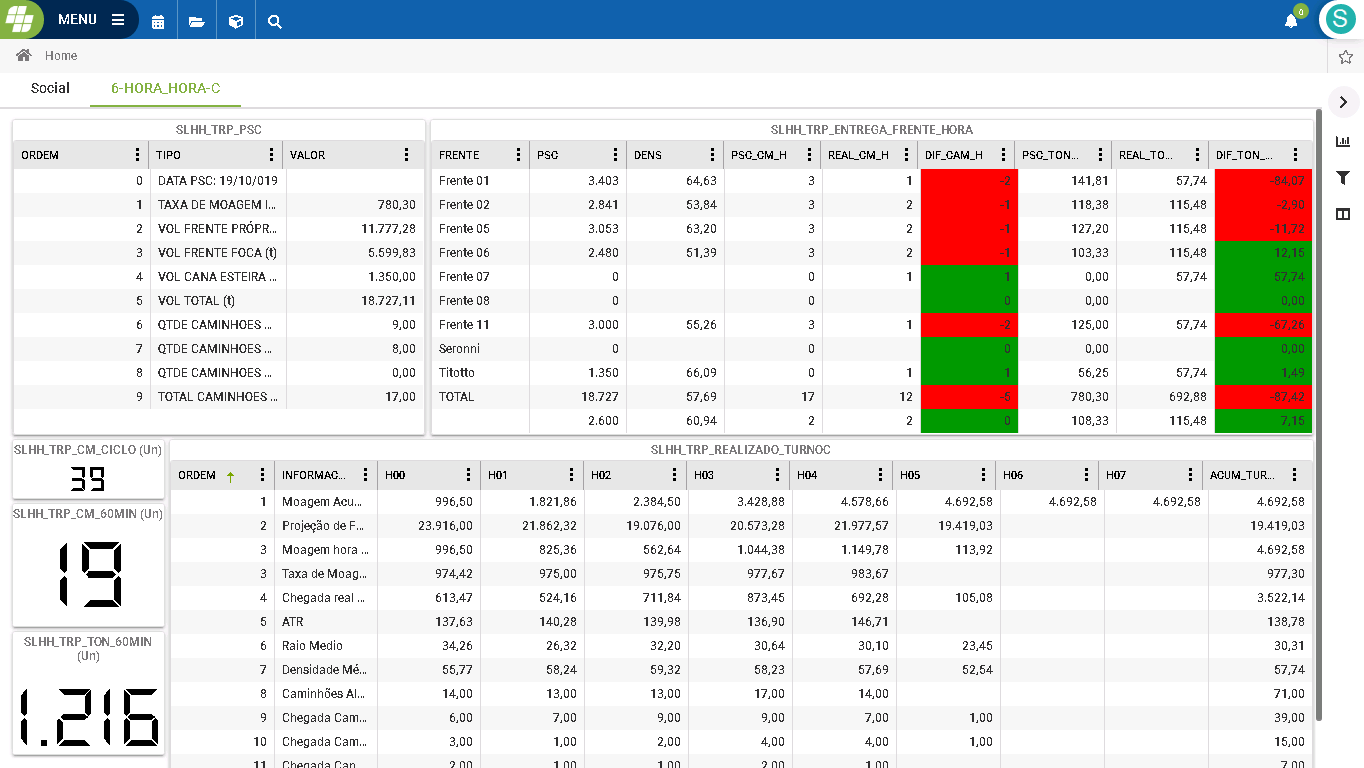 MENU
0
S
Home
Social 6-HORA_HORA-C
SLHH_TRP_PSC
ORDEM TIPO VALOR
0 DATA PSC: 19/10/019
1 TAXA DE MOAGEM I... 780,30
2 VOL FRENTE PRÓPR... 11.777,28
3 VOL FRENTE FOCA (t) 5.599,83
4 VOL CANA ESTEIRA ... 1.350,00
5 VOL TOTAL (t) 18.727,11
6 QTDE CAMINHOES ... 9,00
7 QTDE CAMINHOES ... 8,00
8 QTDE CAMINHOES ... 0,00
9 TOTAL CAMINHOES ... 17,00
SLHH_TRP_ENTREGA_FRENTE_HORA
FRENTE PSC DENS PSC_CM_H REAL_CM_H DIF_CAM_H PSC_TON... REAL_TO... DIF_TON_...
Frente 01 3.403 64,63 3 1 -2 141,81 57,74 -84,07
Frente 02 2.841 53,84 3 2 -1 118,38 115,48 -2,90
Frente 05 3.053 63,20 3 2 -1 127,20 115,48 -11,72
Frente 06 2.480 51,39 3 2 -1 103,33 115,48 12,15
Frente 07 0 0 1 1 0,00 57,74 57,74
Frente 08 0 0 0 0,00 0,00
Frente 11 3.000 55,26 3 1 -2 125,00 57,74 -67,26
Seronni 0 0 0 0,00 0,00
Titotto 1.350 66,09 0 1 1 56,25 57,74 1,49
TOTAL 18.727 57,69 17 12 -5 780,30 692,88 -87,42
2.600 60,94 2 2 0 108,33 115,48 7,15
SLHH_TRP_CM_CICLO (Un)
39
SLHH_TRP_CM_60MIN (Un)
19
SLHH_TRP_TON_60MIN
(Un)
1.216
SLHH_TRP_REALIZADO_TURNOC
ORDEM INFORMAC... H00 H01 H02 H03 H04 H05 H06 H07 ACUM_TUR...
1 Moagem Acu... 996,50 1.821,86 2.384,50 3.428,88 4.578,66 4.692,58 4.692,58 4.692,58 4.692,58
2 Projeção de F... 23.916,00 21.862,32 19.076,00 20.573,28 21.977,57 19.419,03 19.419,03
3 Moagem hora ... 996,50 825,36 562,64 1.044,38 1.149,78 113,92 4.692,58
3 Taxa de Moag... 974,42 975,00 975,75 977,67 983,67 977,30
4 Chegada real ... 613,47 524,16 711,84 873,45 692,28 105,08 3.522,14
5 ATR 137,63 140,28 139,98 136,90 146,71 138,78
6 Raio Medio 34,26 26,32 32,20 30,64 30,10 23,45 30,31
7 Densidade Mé... 55,77 58,24 59,32 58,23 57,69 52,54 57,74
8 Caminhões Al... 14,00 13,00 13,00 17,00 14,00 71,00
9 Chegada Cam... 6,00 7,00 9,00 9,00 7,00 1,00 39,00
10 Chegada Cam... 3,00 1,00 2,00 4,00 4,00 1,00 15,00
11 Chegada Can... 2,00 1,00 1,00 2,00 1,00 7,00